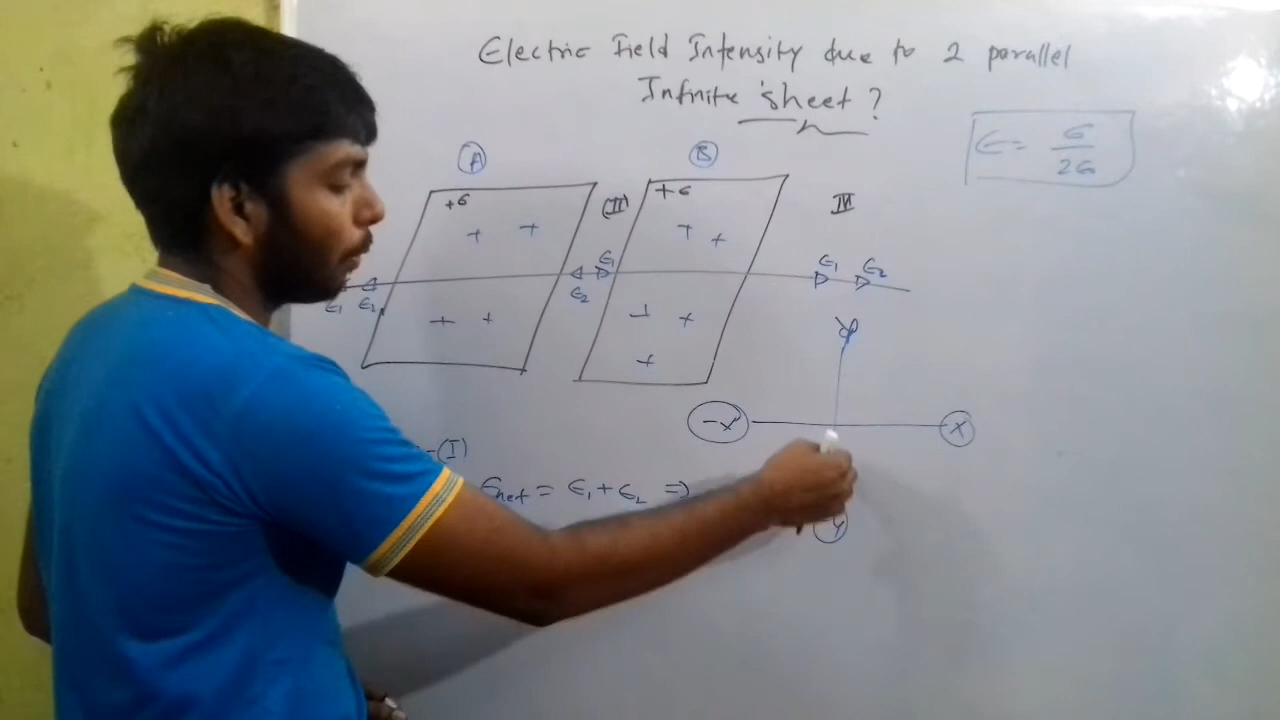 Electric Field Intensity due to 2 parallel
Infinite sheet?
E = σ/2ε
A
B
+σ
(II)
+σ
III
+ +
+ +
E₁
E₂
E₁ E₂
E₁ E₂
+ +
+ +
+
y
-x
x
-(I)
Enet = E₁ + E₂ ⇒
-y